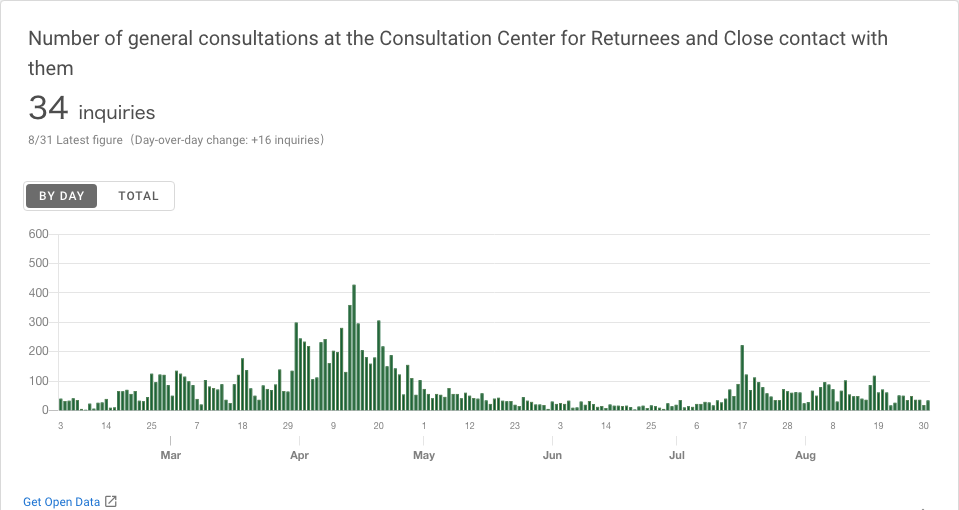 Number of general consultations at the Consultation Center for Returnees and Close contact with
them
34 inquiries
8/31 Latest figure （Day-over-day change: +16 inquiries）
BY DAY TOTAL
600
500
400
300
200
100
0
3 14 25 7 18 29 9 20 1 12 23 3 14 25 6 17 28 8 19 30
Mar Apr May Jun Jul Aug
Get Open Data